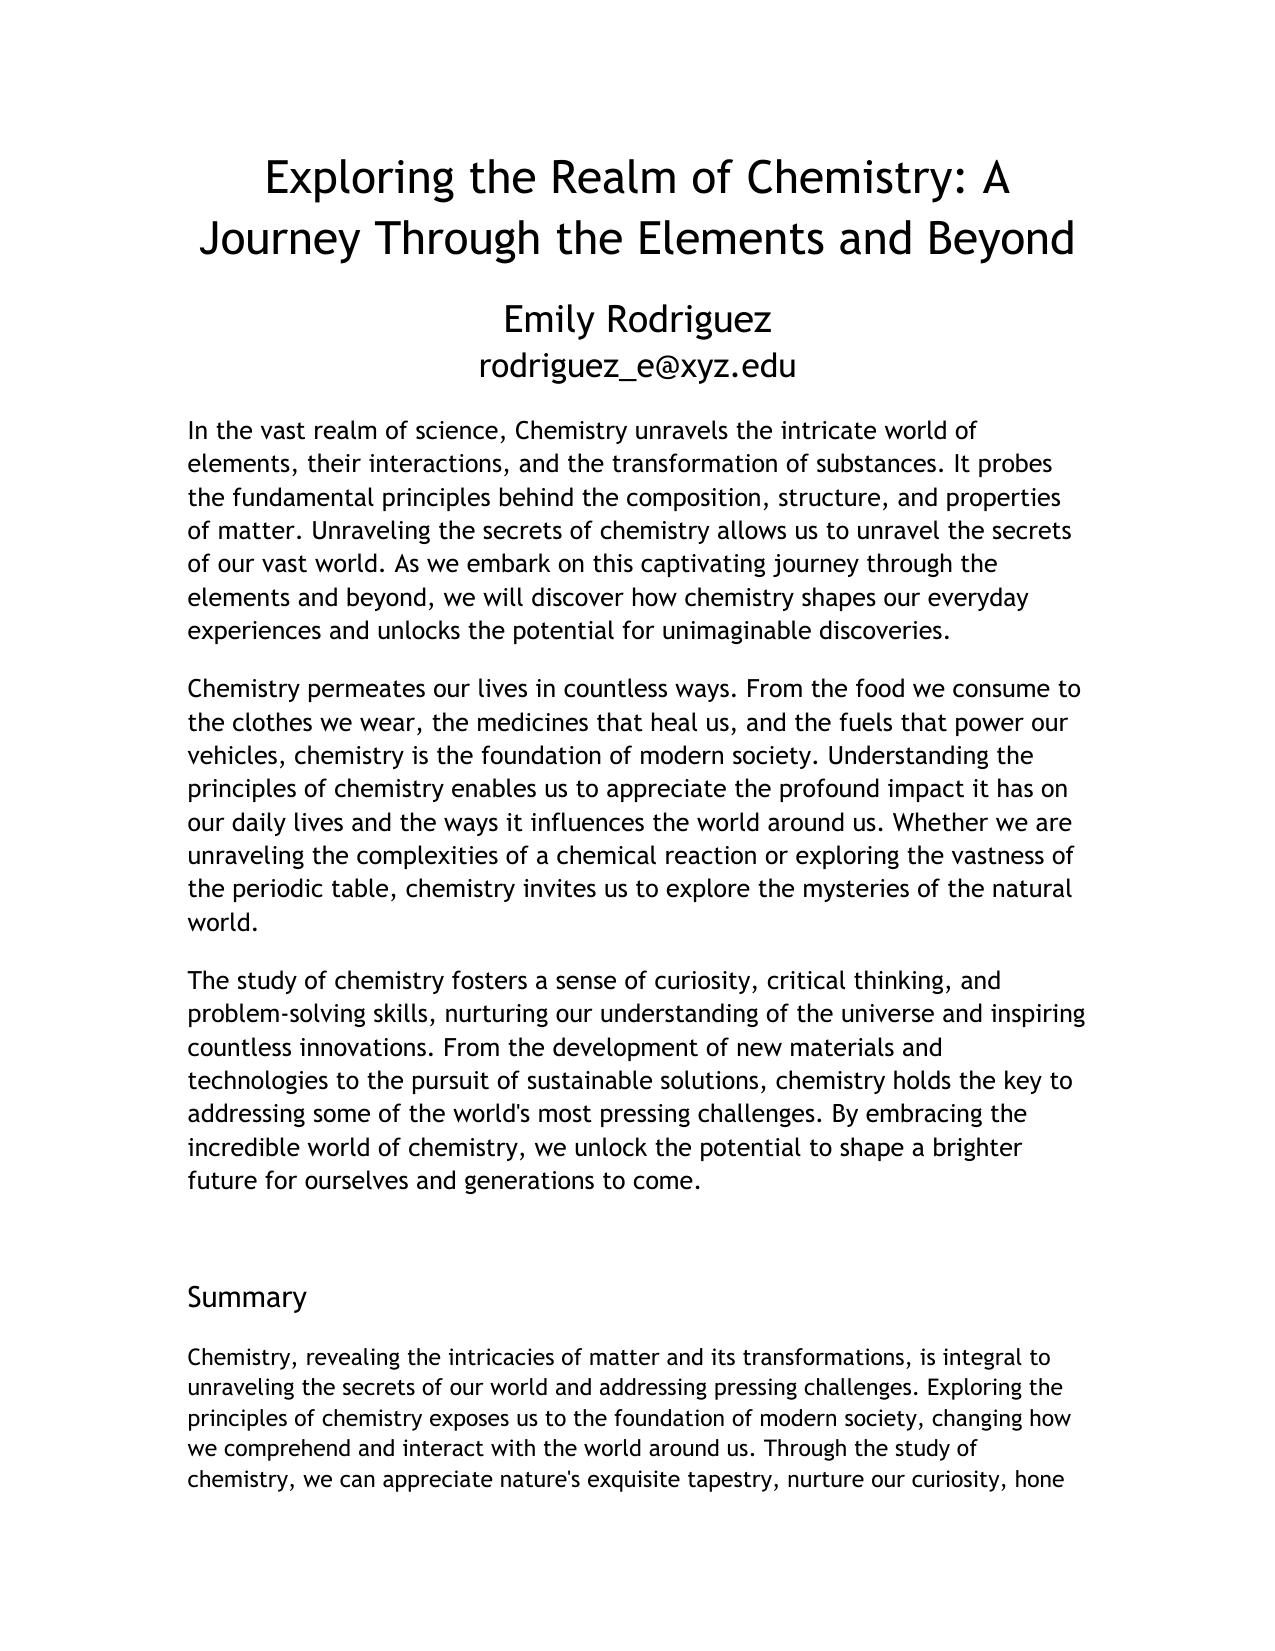 Exploring the Realm of Chemistry: A
Journey Through the Elements and Beyond
Emily Rodriguez
rodriguez_e@xyz.edu
In the vast realm of science, Chemistry unravels the intricate world of
elements, their interactions, and the transformation of substances. It probes
the fundamental principles behind the composition, structure, and properties
of matter. Unraveling the secrets of chemistry allows us to unravel the secrets
of our vast world. As we embark on this captivating journey through the
elements and beyond, we will discover how chemistry shapes our everyday
experiences and unlocks the potential for unimaginable discoveries.
Chemistry permeates our lives in countless ways. From the food we consume to
the clothes we wear, the medicines that heal us, and the fuels that power our
vehicles, chemistry is the foundation of modern society. Understanding the
principles of chemistry enables us to appreciate the profound impact it has on
our daily lives and the ways it influences the world around us. Whether we are
unraveling the complexities of a chemical reaction or exploring the vastness of
the periodic table, chemistry invites us to explore the mysteries of the natural
world.
The study of chemistry fosters a sense of curiosity, critical thinking, and
problem-solving skills, nurturing our understanding of the universe and inspiring
countless innovations. From the development of new materials and
technologies to the pursuit of sustainable solutions, chemistry holds the key to
addressing some of the world's most pressing challenges. By embracing the
incredible world of chemistry, we unlock the potential to shape a brighter
future for ourselves and generations to come.
Summary
Chemistry, revealing the intricacies of matter and its transformations, is integral to
unraveling the secrets of our world and addressing pressing challenges. Exploring the
principles of chemistry exposes us to the foundation of modern society, changing how
we comprehend and interact with the world around us. Through the study of
chemistry, we can appreciate nature's exquisite tapestry, nurture our curiosity, hone